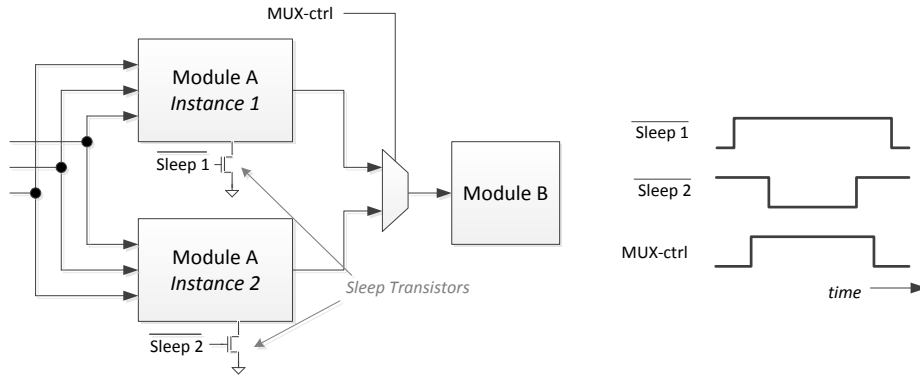 MUX-ctrl
Module A
Instance 1
Sleep 1
Module A
Instance 2
Sleep 2
Sleep Transistors
Module B
Sleep 1
Sleep 2
MUX-ctrl
time